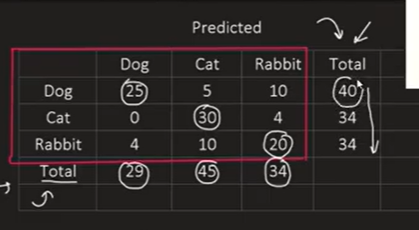 Predicted
Dog Cat Rabbit Total
Dog 25 5 10 40
Cat 0 30 4 34
Rabbit 4 10 20 34
Total 29 45 34